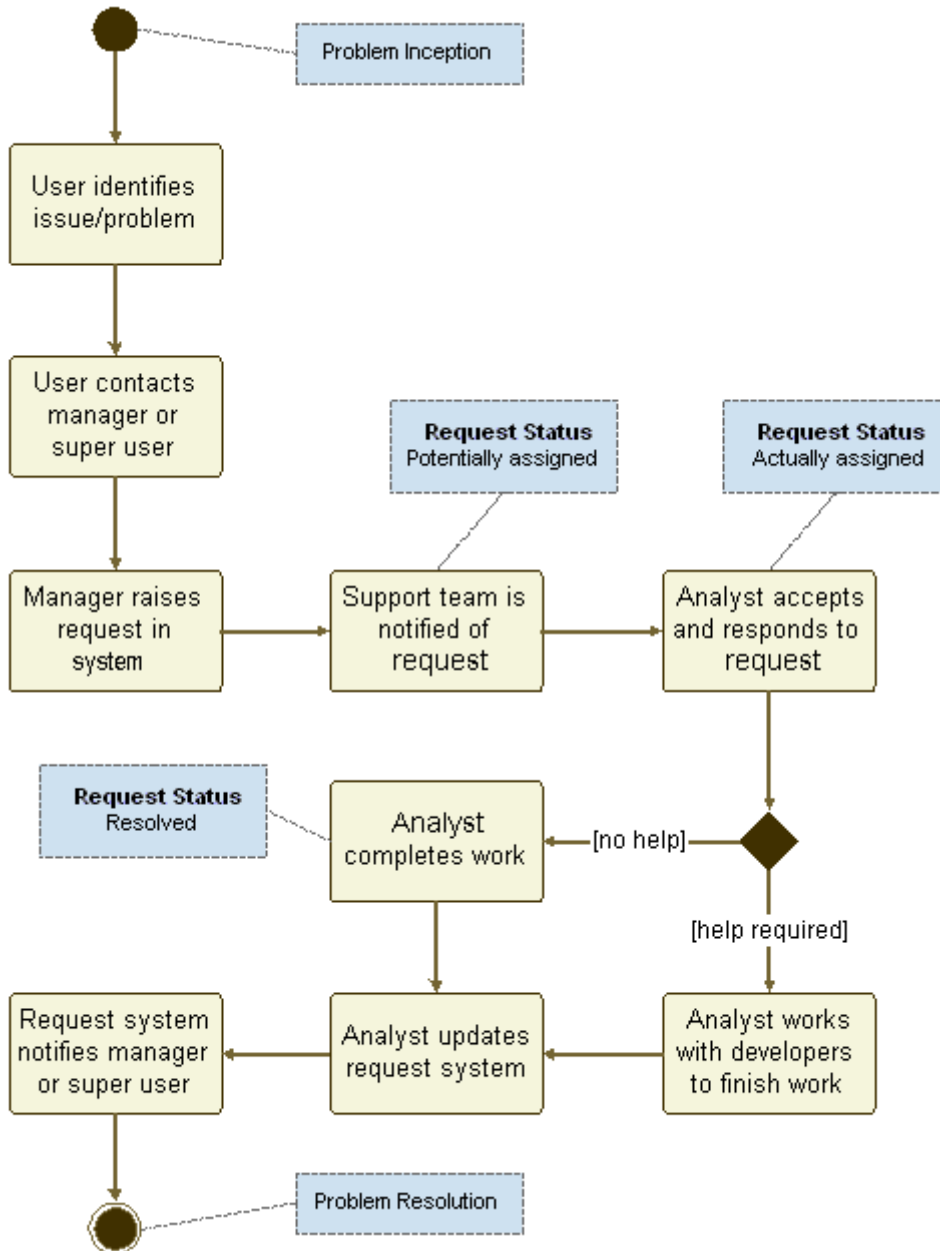 Problem Inception
User identifies
issue/problem
User contacts
manager or
super user
Request Status
Potentially assigned
Request Status
Actually assigned
Manager raises
request in
system
Support team is
notified of
request
Analyst accepts
and responds to
request
Request Status
Resolved
Analyst
completes work
[no help]
[help required]
Request system
notifies manager
or super user
Analyst updates
request system
Analyst works
with developers
to finish work
Problem Resolution